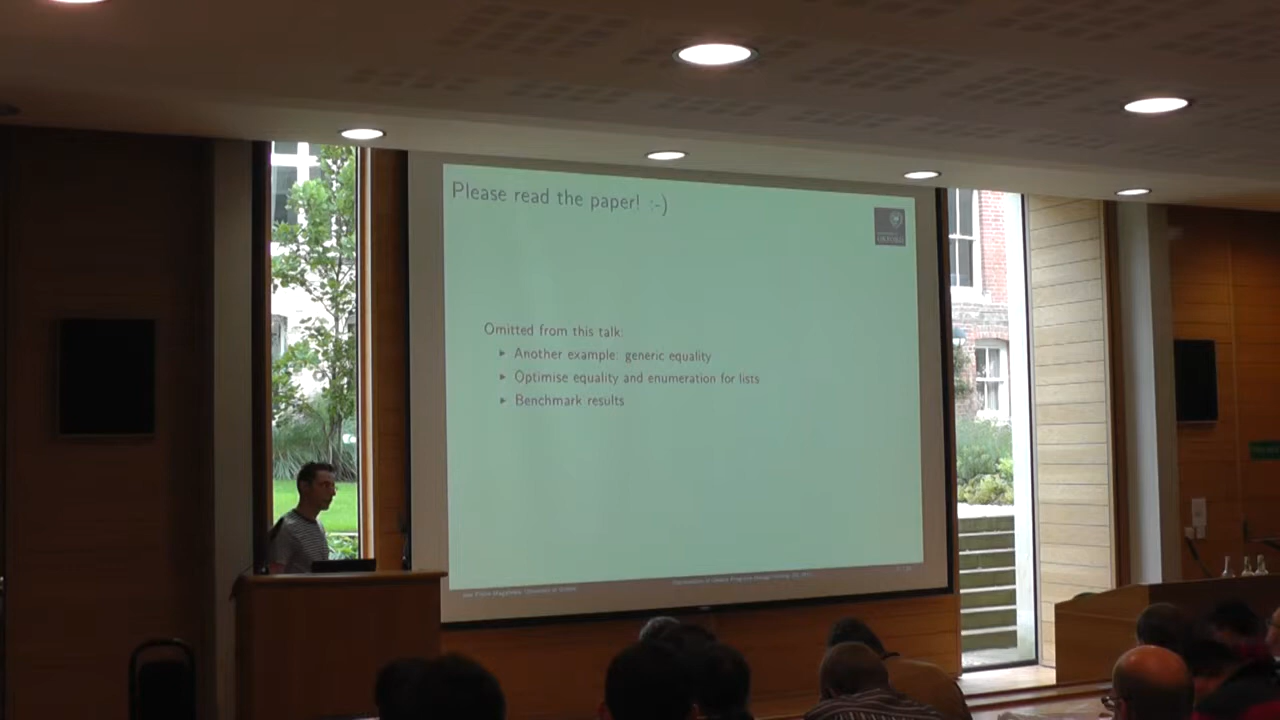 Please read the paper! :-)
OXFORD
Omitted from this talk:
▸ Another example: generic equality
▸ Optimise equality and enumeration for lists
▸ Benchmark results